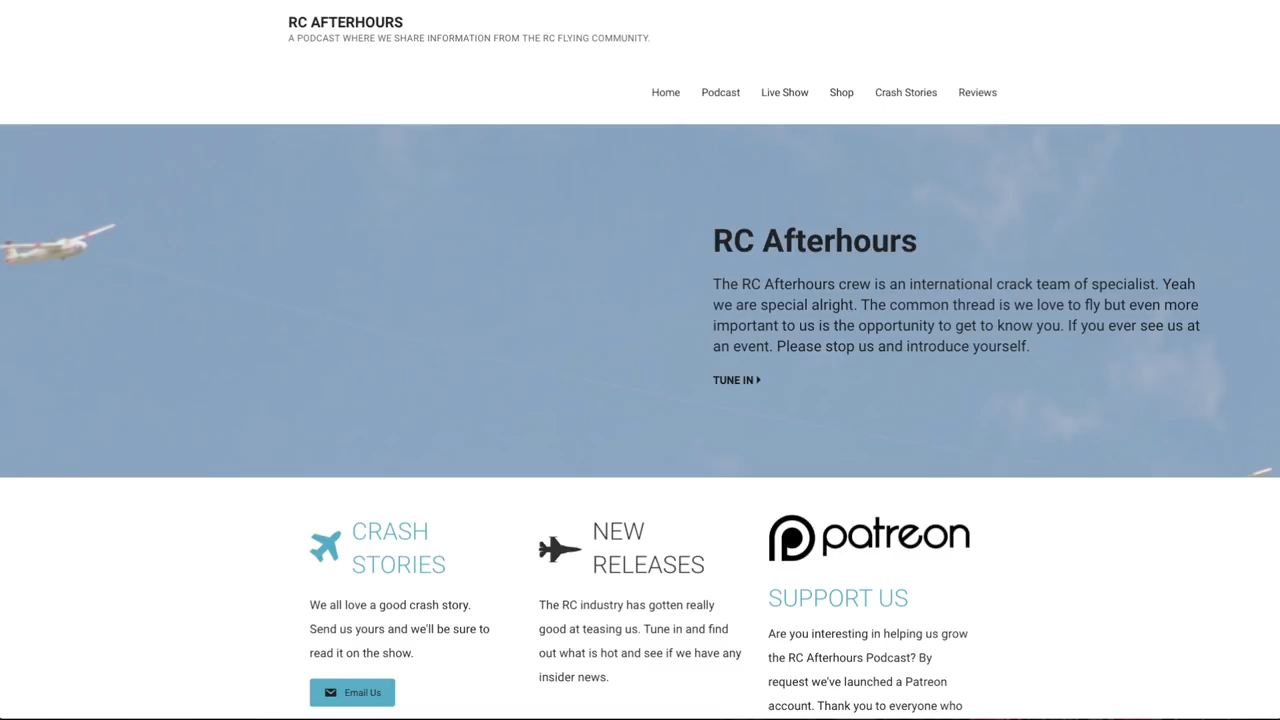 RC AFTERHOURS
A PODCAST WHERE WE SHARE INFORMATION FROM THE RC FLYING COMMUNITY.
Home Podcast Live Show Shop Crash Stories Reviews
RC Afterhours
The RC Afterhours crew is an international crack team of specialist. Yeah
we are special alright. The common thread is we love to fly but even more
important to us is the opportunity to get to know you. If you ever see us at
an event. Please stop us and introduce yourself.
TUNE IN
CRASH
STORIES
We all love a good crash story.
Send us yours and we'll be sure to
read it on the show.
Email Us
NEW
RELEASES
The RC industry has gotten really
good at teasing us. Tune in and find
out what is hot and see if we have any
insider news.
patreon
SUPPORT US
Are you interesting in helping us grow
the RC Afterhours Podcast? By
request we've launched a Patreon
account. Thank you to everyone who